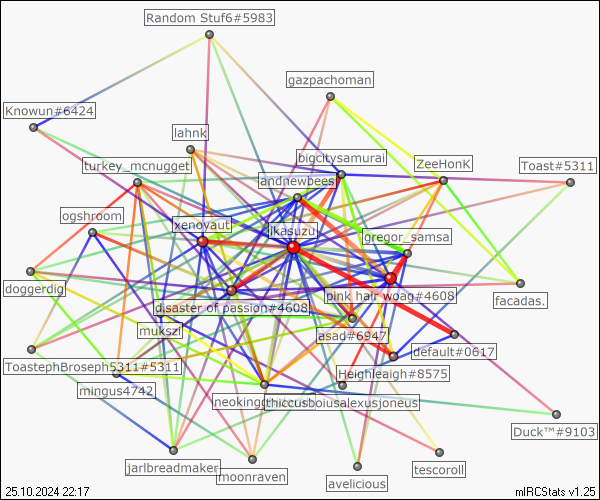 Random Stuf6#5983
gazpachoman
Knowun#6424
lahnk
bigcitysamurai
ZeeHonK
Toast#5311
turkey_mcnugget
andnewbees
ogshroom
xenoyaut
ikasuzu
gregor_samsa
doggerdig
pink hair woag#4608
facadas.
disaster of passion#4608
mukszi
asad#6947
default#0617
ToastephBroseph5311#5311
Heighleaigh#8575
mingus4742
thiccusboiusalexusjoneus
Duck™#9103
jarlbreadmaker
moonraven
tescoroll
avelicious
25.10.2024 22:17
mIRCStats v1.25